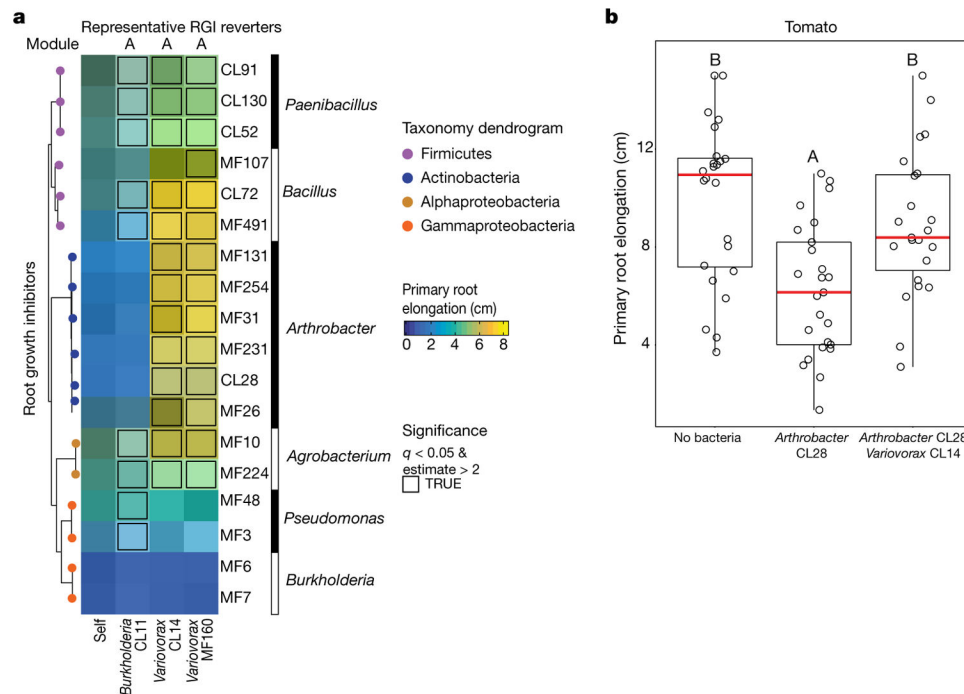 a
Representative RGI reverters
Module
A A A
Root growth inhibitors
CL91
CL130
CL52
MF107
CL72
MF491
MF131
MF254
MF31
MF231
CL28
MF26
MF10
MF224
MF48
MF3
MF6
MF7
Paenibacillus
Bacillus
Arthrobacter
Agrobacterium
Pseudomonas
Burkholderia
Self
Burkholderia
CL11
Variovorax
CL14
Variovorax
MF160
Taxonomy dendrogram
Firmicutes
Actinobacteria
Alphaproteobacteria
Gammaproteobacteria
Primary root
elongation (cm)
0 2 4 6 8
Significance
q < 0.05 &
estimate > 2
TRUE
b
Tomato
Primary root elongation (cm)
12
8
4
B
A
B
No bacteria
Arthrobacter
CL28
Arthrobacter CL28
Variovorax CL14